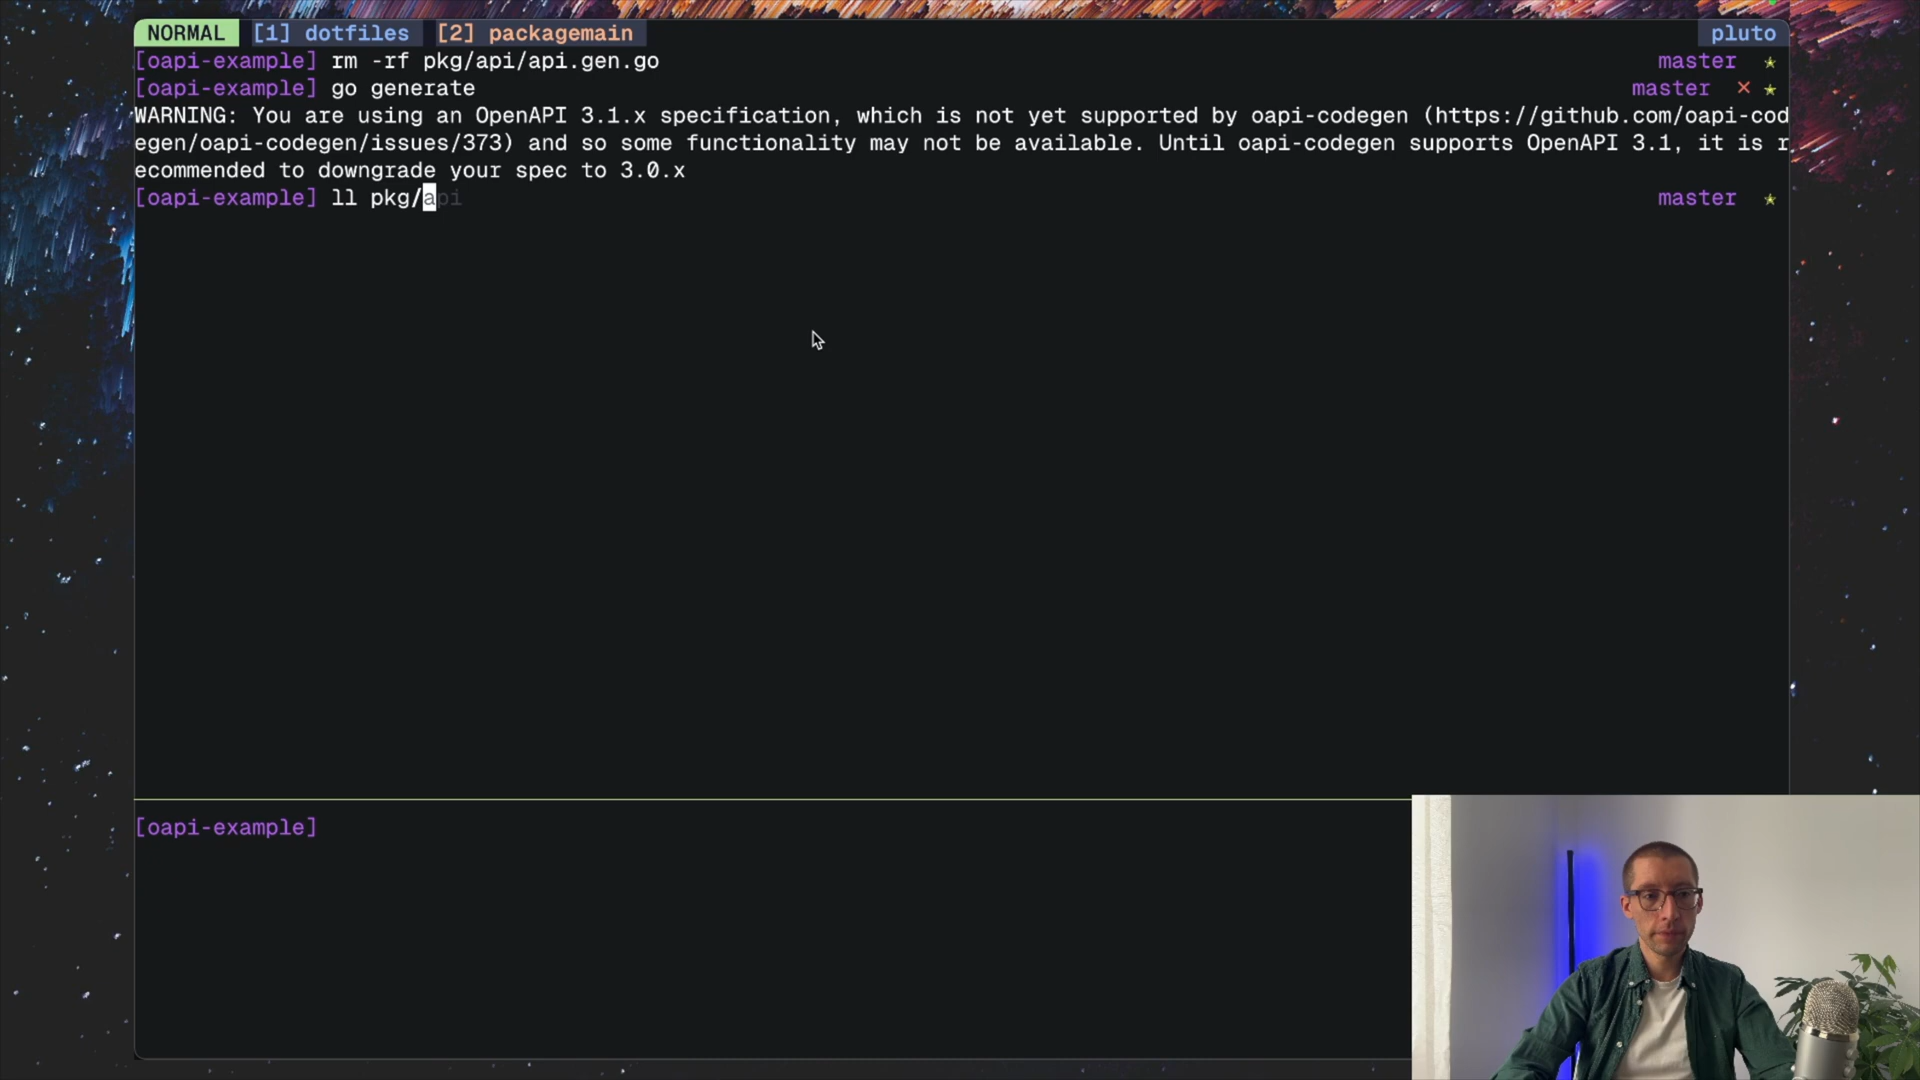 NORMAL [1] dotfiles [2] packagemain pluto
[oapi-example] rm -rf pkg/api/api.gen.go master ★
[oapi-example] go generate master ✕ ★
WARNING: You are using an OpenAPI 3.1.x specification, which is not yet supported by oapi-codegen (https://github.com/oapi-cod
egen/oapi-codegen/issues/373) and so some functionality may not be available. Until oapi-codegen supports OpenAPI 3.1, it is r
ecommended to downgrade your spec to 3.0.x
[oapi-example] ll pkg/api master ★
[oapi-example]